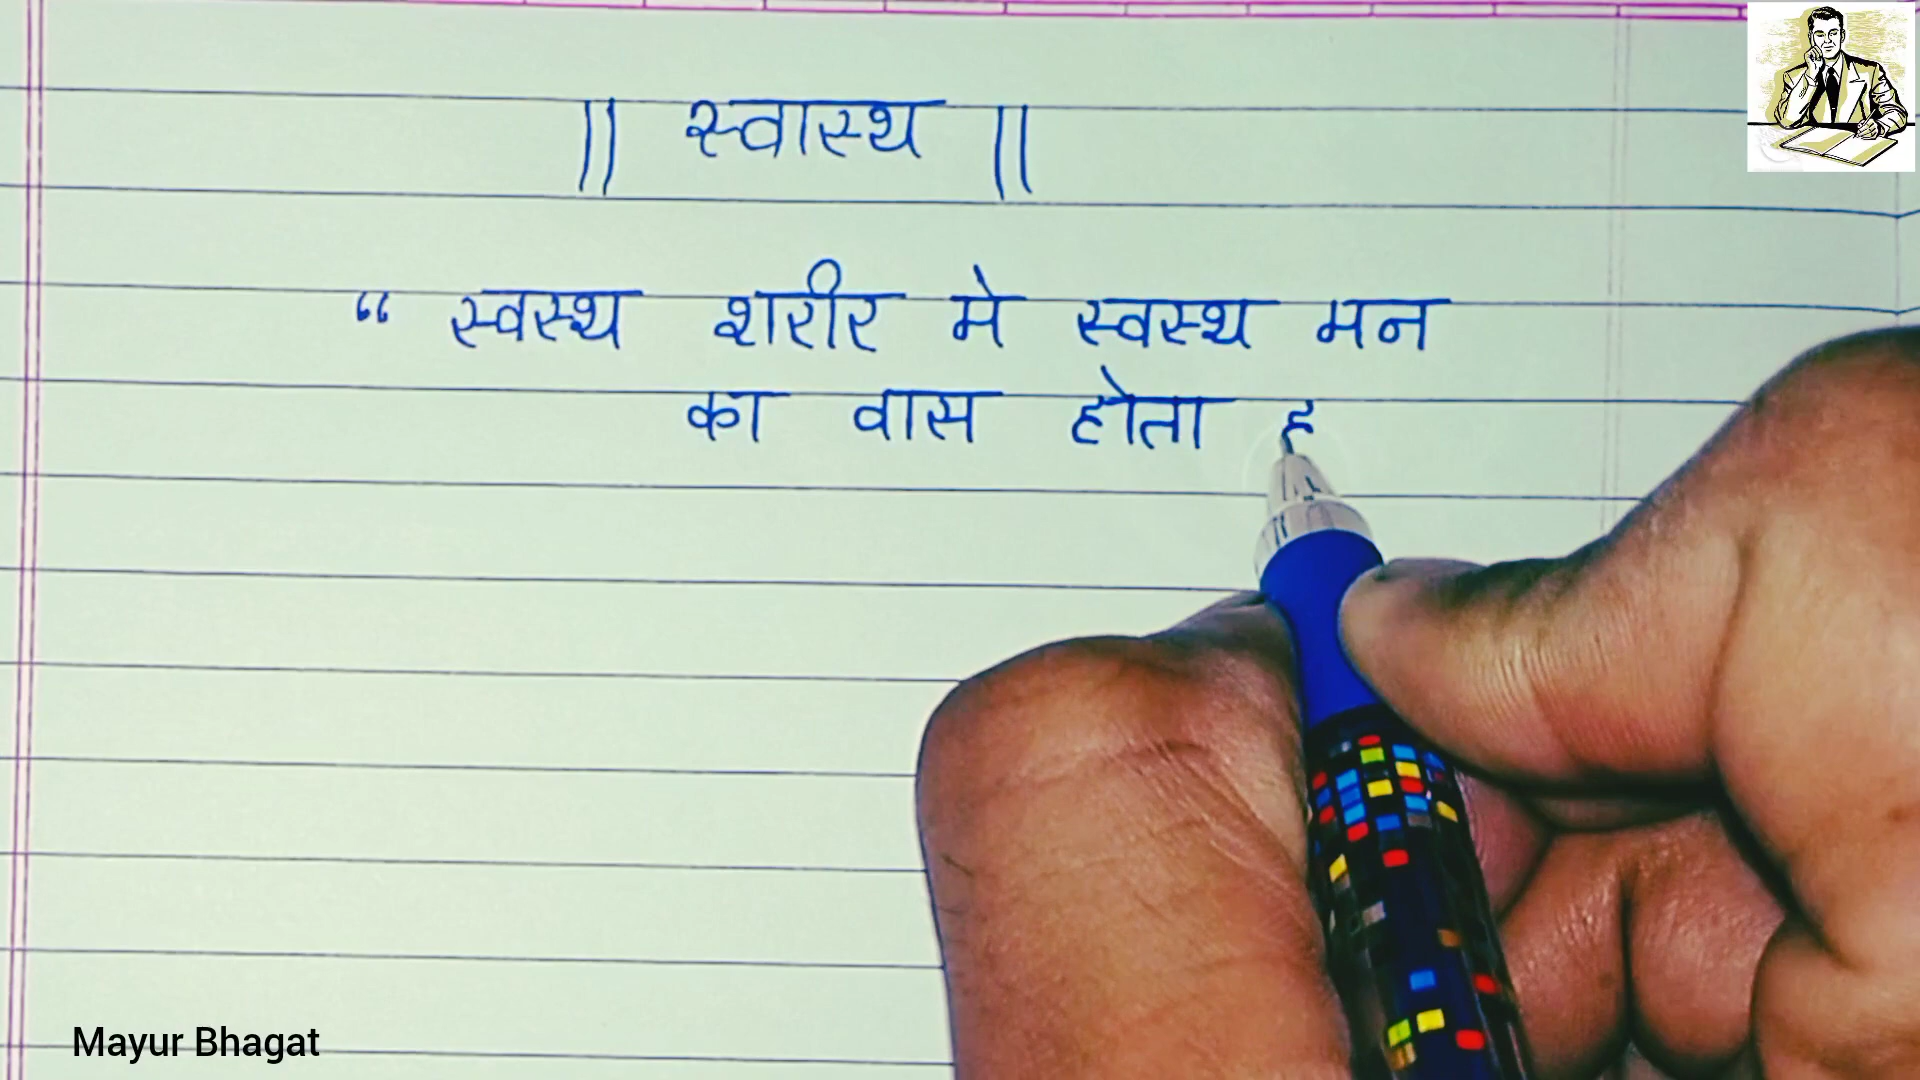 || स्वास्थ ||
“ स्वस्थ शरीर मे स्वस्थ मन
का वास होता ह
Mayur Bhagat